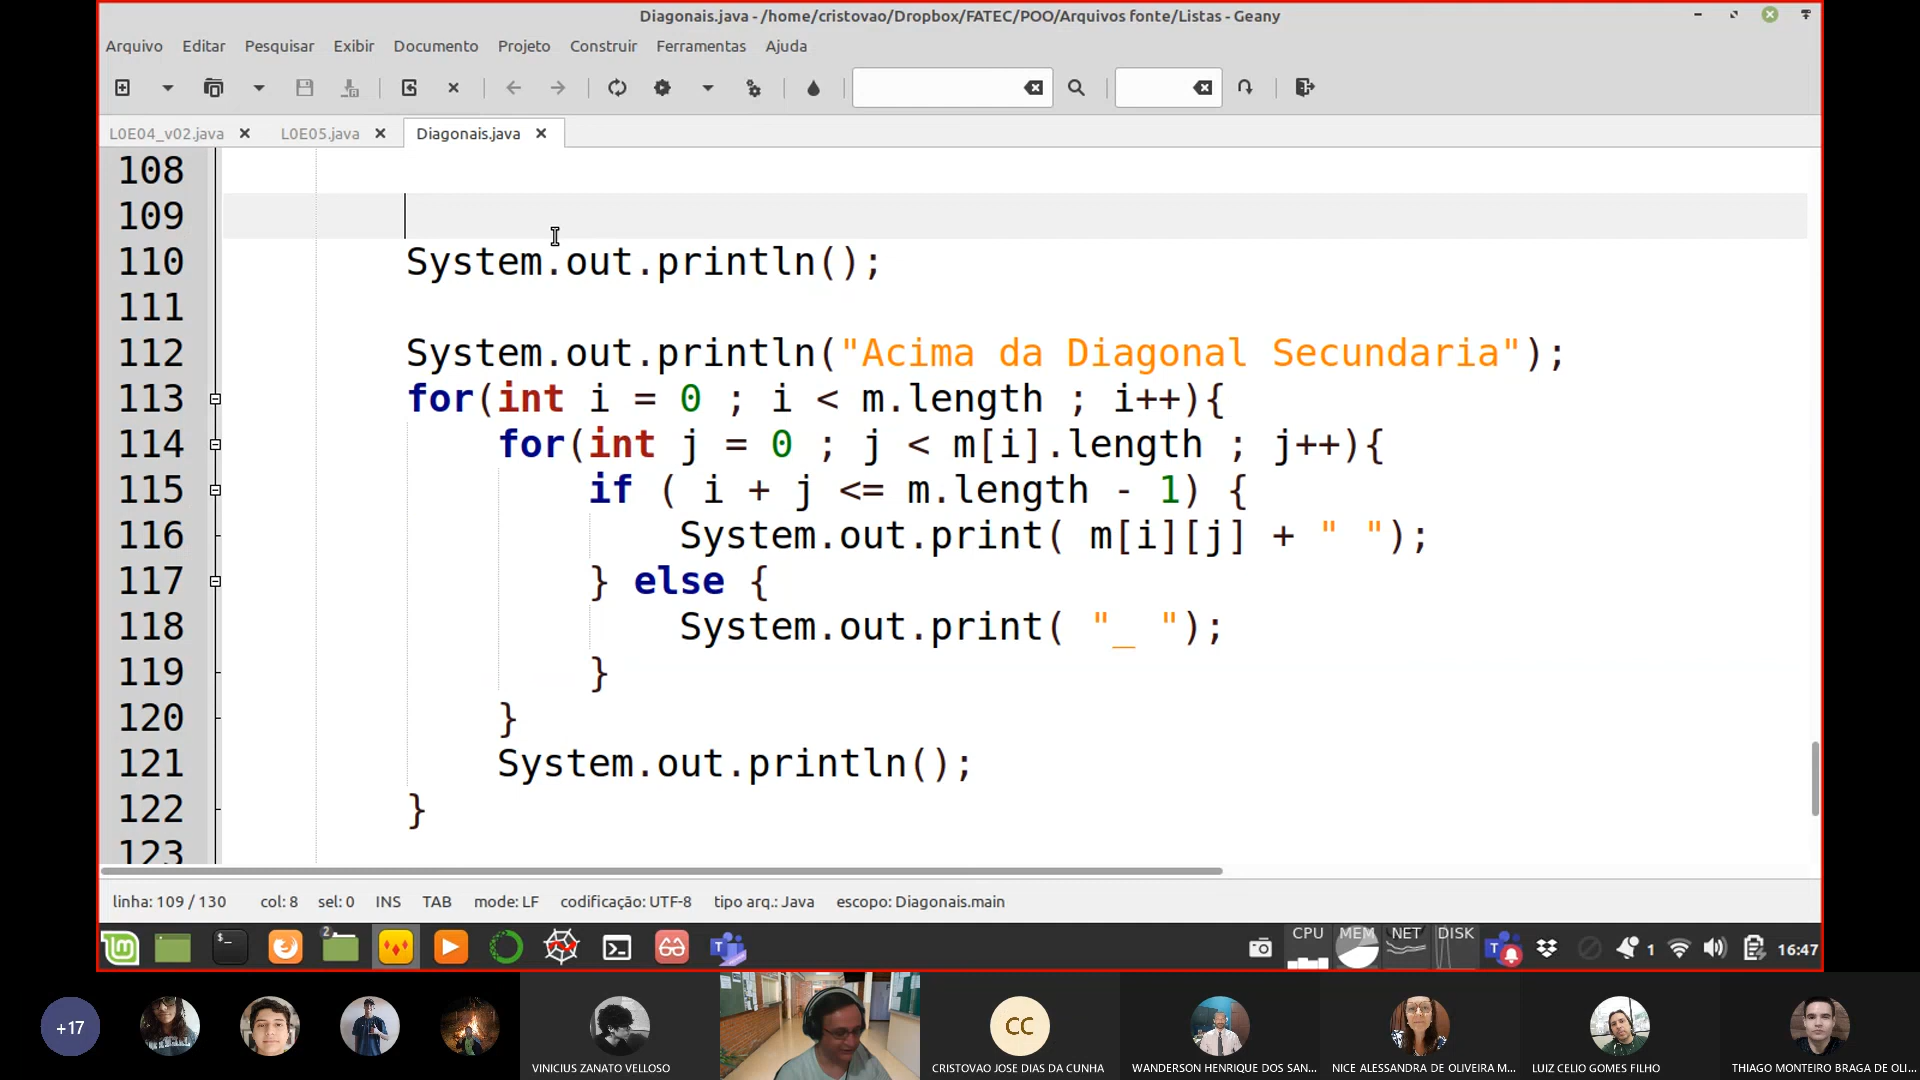 Diagonais.java - /home/cristovao/Dropbox/FATEC/POO/Arquivos fonte/Listas - Geany
Arquivo Editar Pesquisar Exibir Documento Projeto Construir Ferramentas Ajuda
L0E04_v02.java L0E05.java Diagonais.java
108
109
110 System.out.println();
111
112 System.out.println("Acima da Diagonal Secundaria");
113 for(int i = 0 ; i < m.length ; i++){
114 for(int j = 0 ; j < m[i].length ; j++){
115 if ( i + j <= m.length - 1) {
116 System.out.print( m[i][j] + " ");
117 } else {
118 System.out.print( "_ ");
119 }
120 }
121 System.out.println();
122 }
123
linha: 109 / 130 col: 8 sel: 0 INS TAB mode: LF codificação: UTF-8 tipo arq.: Java escopo: Diagonais.main
2 CPU MEM NET DISK 1 16:47
+17 VINICIUS ZANATO VELLOSO CC CRISTOVAO JOSE DIAS DA CUNHA WANDERSON HENRIQUE DOS SAN... NICE ALESSANDRA DE OLIVEIRA M... LUIZ CELIO GOMES FILHO THIAGO MONTEIRO BRAGA DE OLI...